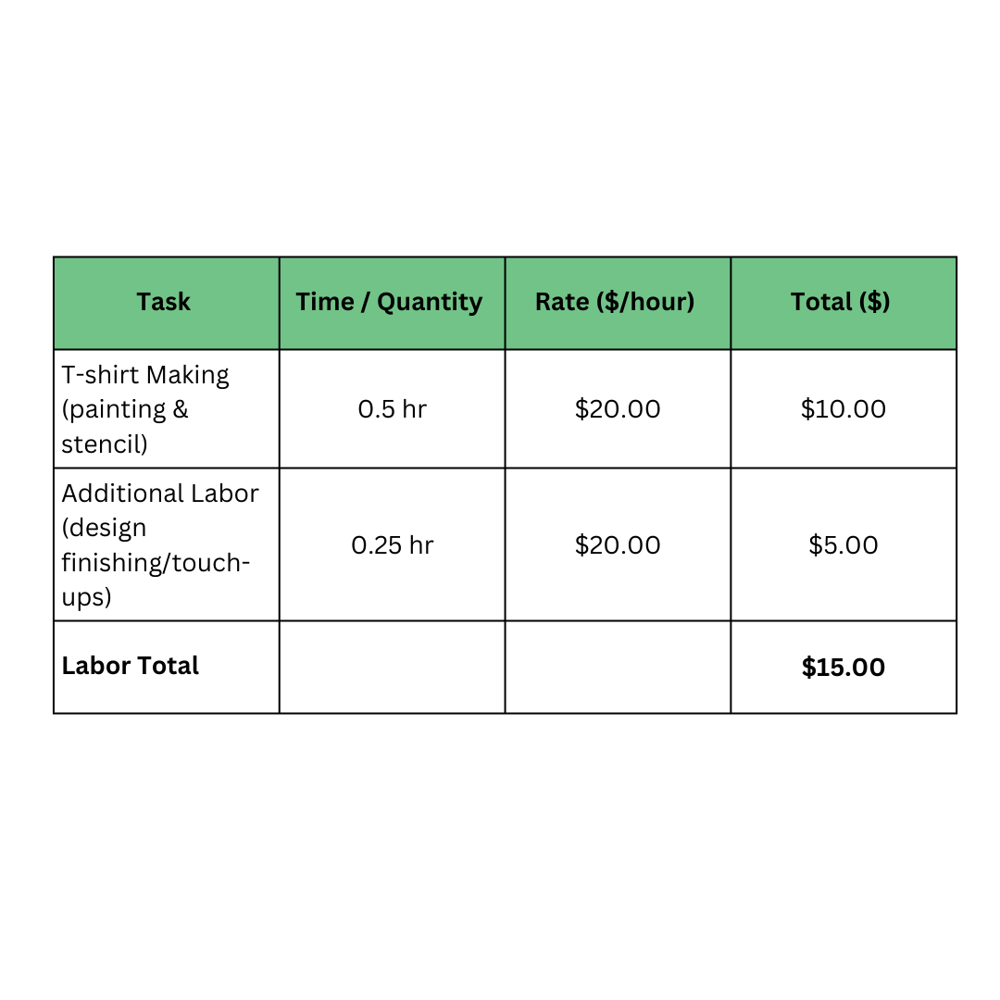 Task
Time / Quantity
Rate ($/hour)
Total ($)
T-shirt Making
(painting &
stencil)
0.5 hr
$20.00
$10.00
Additional Labor
(design
finishing/touch-
ups)
0.25 hr
$20.00
$5.00
Labor Total
$15.00